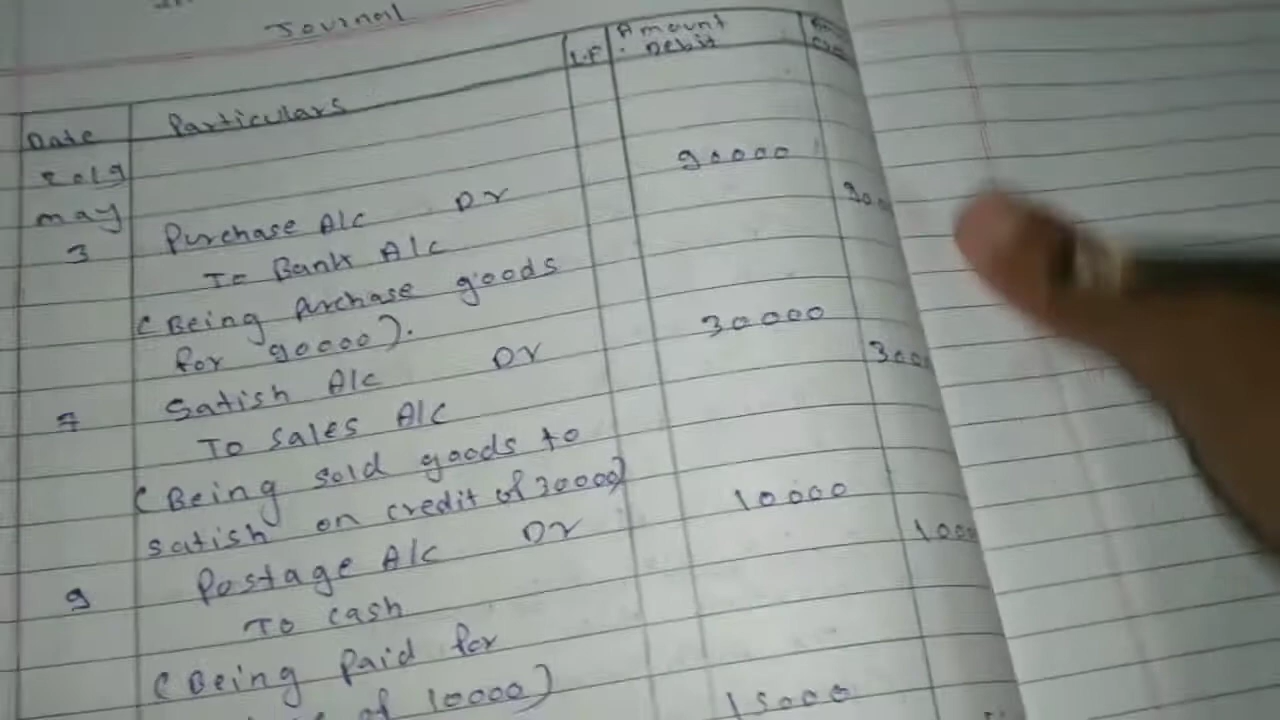 Journal
Date Particulars L.F Amount Debit
2019
may
3 Purchase A/c Dr 90000
To Bank A/c
(Being Purchase goods
for 90000).
Satish A/c Dr 30000
To Sales A/c
(Being sold goods to
Satish on credit of 30000)
9 Postage A/c Dr 10000
To cash
(Being Paid for
of 10000)
15000